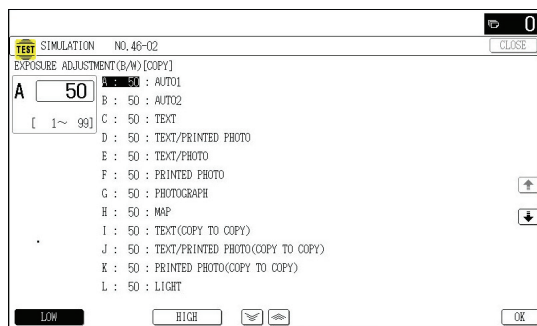 0
TEST SIMULATION NO.46-02 CLOSE
EXPOSURE ADJUSTMENT(B/W)[COPY]
A 50
[ 1~ 99]
A : 50 : AUTO1
B : 50 : AUTO2
C : 50 : TEXT
D : 50 : TEXT/PRINTED PHOTO
E : 50 : TEXT/PHOTO
F : 50 : PRINTED PHOTO
G : 50 : PHOTOGRAPH
H : 50 : MAP
I : 50 : TEXT(COPY TO COPY)
J : 50 : TEXT/PRINTED PHOTO(COPY TO COPY)
K : 50 : PRINTED PHOTO(COPY TO COPY)
L : 50 : LIGHT
LOW HIGH OK